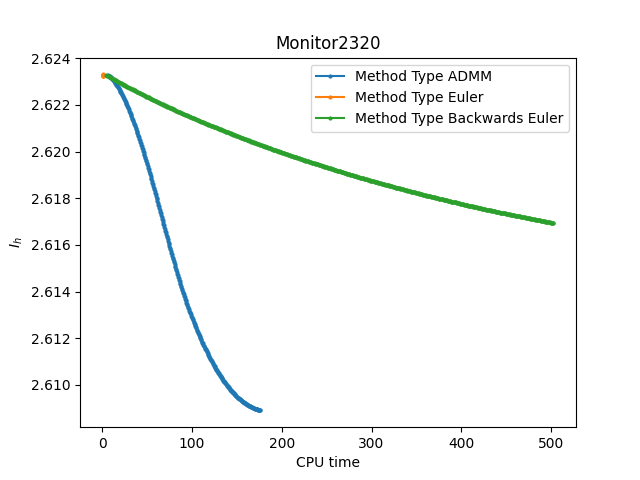 Monitor2320
2.624
2.622
2.620
2.618
2.616
2.614
2.612
2.610
I_h
Method Type ADMM
Method Type Euler
Method Type Backwards Euler
0 100 200 300 400 500
CPU time